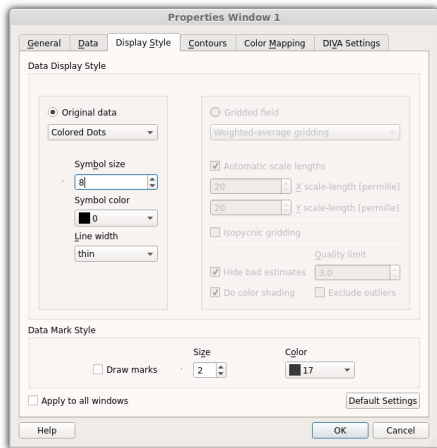 Properties Window 1
General Data Display Style Contours Color Mapping DIVA Settings
Data Display Style
Original data
Colored Dots
Symbol size
8
Symbol color
0
Line width
thin
Gridded field
Weighted-average gridding
Automatic scale lengths
20 X scale-length [permille]
20 Y scale-length [permille]
Isopycnic gridding
Quality limit
Hide bad estimates 3.0
Do color shading Exclude outliers
Data Mark Style
Size Color
Draw marks 2 17
Apply to all windows Default Settings
Help OK Cancel